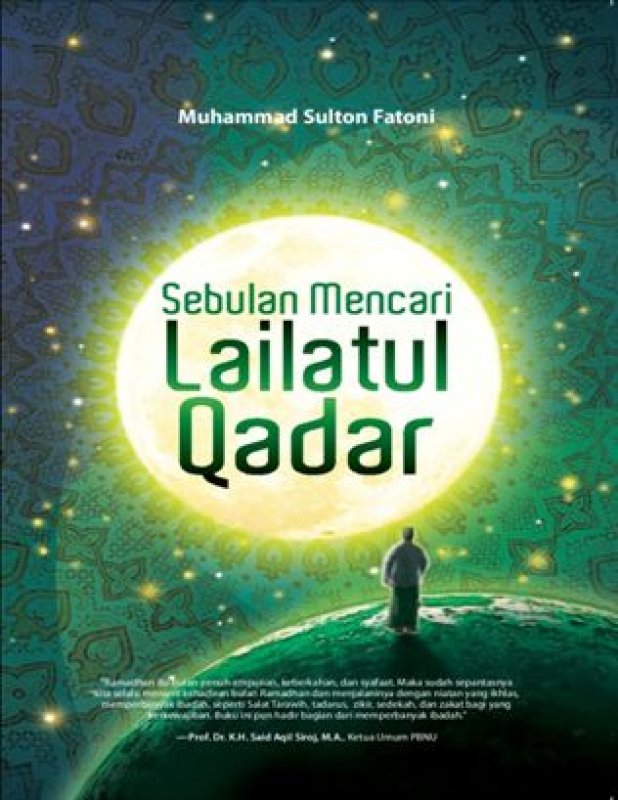 Muhammad Sulton Fatoni
Sebulan Mencari
Lailatul
Qadar
"Ramadhan itu bulan penuh ampunan, keberkahan, dan syafaat. Maka sudah sepantasnya
kita selalu menanti kehadiran bulan Ramadhan dan menjalaninya dengan niatan yang ikhlas,
memperbanyak ibadah, seperti Salat Tarawih, tadarus, zikir, sedekah, dan zakat bagi yang
berkewajiban. Buku ini pun hadir bagian dari memperbanyak ibadah."
—Prof. Dr. K.H. Said Aqil Siroj, M.A., Ketua Umum PBNU